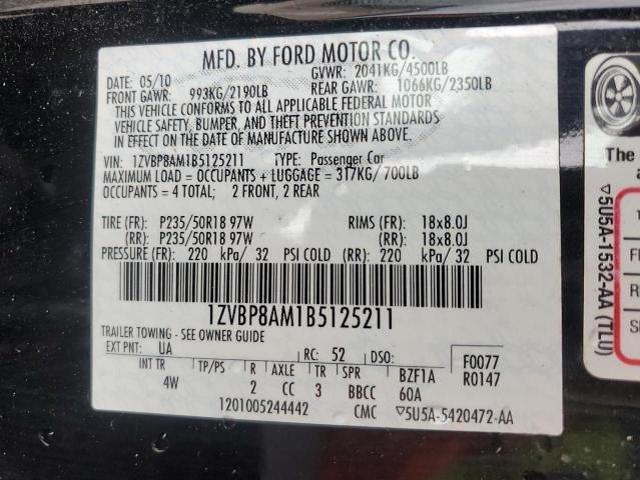 MFD. BY FORD MOTOR CO.
DATE: 05/10 GVWR: 2041KG/4500LB
FRONT GAWR: 993KG/2190LB REAR GAWR: 1066KG/2350LB
THIS VEHICLE CONFORMS TO ALL APPLICABLE FEDERAL MOTOR
VEHICLE SAFETY, BUMPER, AND THEFT PREVENTION STANDARDS
IN EFFECT ON THE DATE OF MANUFACTURE SHOWN ABOVE.
VIN: 1ZVBP8AM1B5125211 TYPE: Passenger Car
MAXIMUM LOAD = OCCUPANTS + LUGGAGE = 317KG/700LB
OCCUPANTS = 4 TOTAL; 2 FRONT, 2 REAR
TIRE (FR): P235/50R18 97W RIMS (FR): 18x8.0J
(RR): P235/50R18 97W (RR): 18x8.0J
PRESSURE (FR): 220 kPa/ 32 PSI COLD (RR): 220 kPa/ 32 PSI COLD
1ZVBP8AM1B5125211
TRAILER TOWING - SEE OWNER GUIDE
EXT PNT: UA RC: 52 DSO: F0077
INT TR TP/PS R AXLE TR SPR BZF1A R0147
4W 2 CC 3 BBCC 60A
1201005244442 CMC ▽5U5A-5420472-AA
The
▽5U5A-1532-AA (TLU)